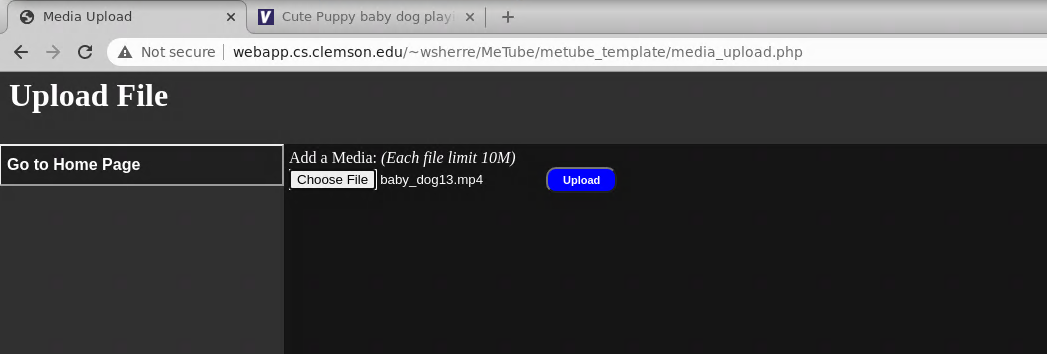 Media Upload
Cute Puppy baby dog play
Not secure webapp.cs.clemson.edu/~wsherre/MeTube/metube_template/media_upload.php
Upload File
Go to Home Page
Add a Media: (Each file limit 10M)
Choose File baby_dog13.mp4 Upload